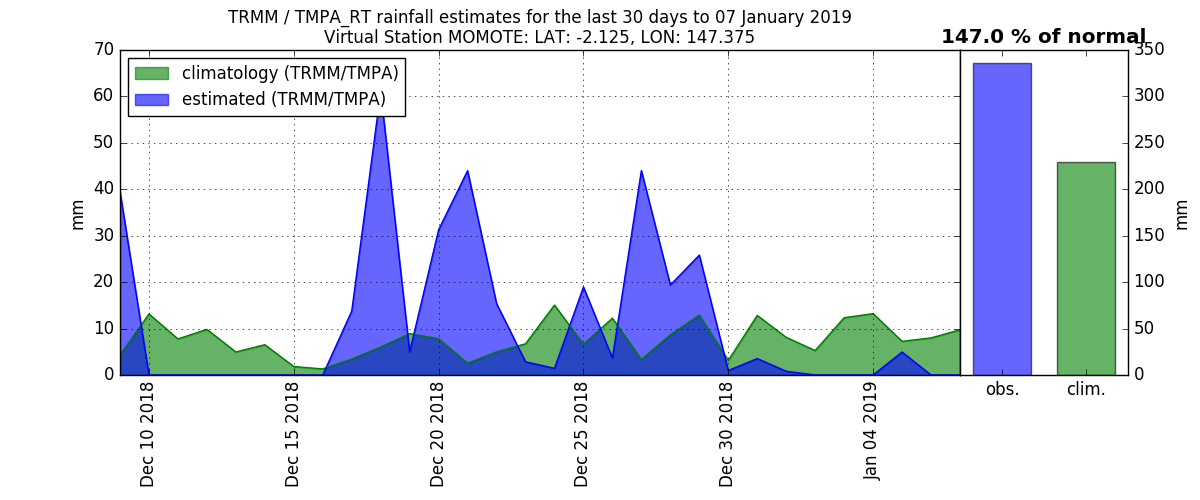 TRMM / TMPA_RT rainfall estimates for the last 30 days to 07 January 2019
Virtual Station MOMOTE: LAT: -2.125, LON: 147.375
147.0 % of normal
climatology (TRMM/TMPA)
estimated (TRMM/TMPA)
70
60
50
40
30
20
10
0
mm
Dec 10 2018
Dec 15 2018
Dec 20 2018
Dec 25 2018
Dec 30 2018
Jan 04 2019
350
300
250
200
150
100
50
0
mm
obs.
clim.